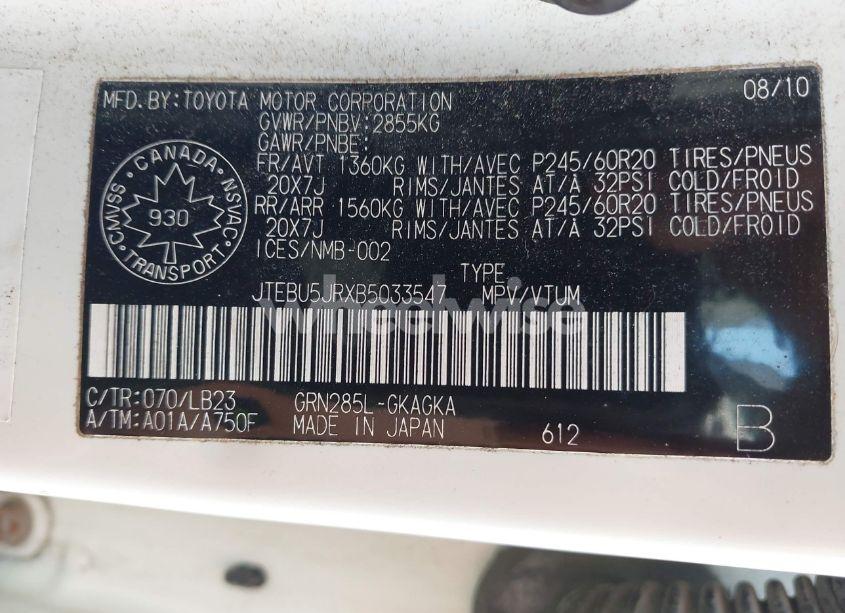 MFD.BY:TOYOTA MOTOR CORPORATION 08/10
GVWR/PNBV:2855KG
GAWR/PNBE:
FR/AVT 1360KG WITH/AVEC P245/60R20 TIRES/PNEUS
20X7J RIMS/JANTES AT/À 32PSI COLD/FROID
RR/ARR 1560KG WITH/AVEC P245/60R20 TIRES/PNEUS
20X7J RIMS/JANTES AT/À 32PSI COLD/FROID
ICES/NMB-002
CANADA
CMVSS NSVAC
930
TRANSPORT
TYPE
JTEBU5JRXB5033547 MPV/VTUM
Wheelwise
C/TR:070/LB23 GRN285L-GKAGKA
A/TM:A01A/A750F MADE IN JAPAN 612 B